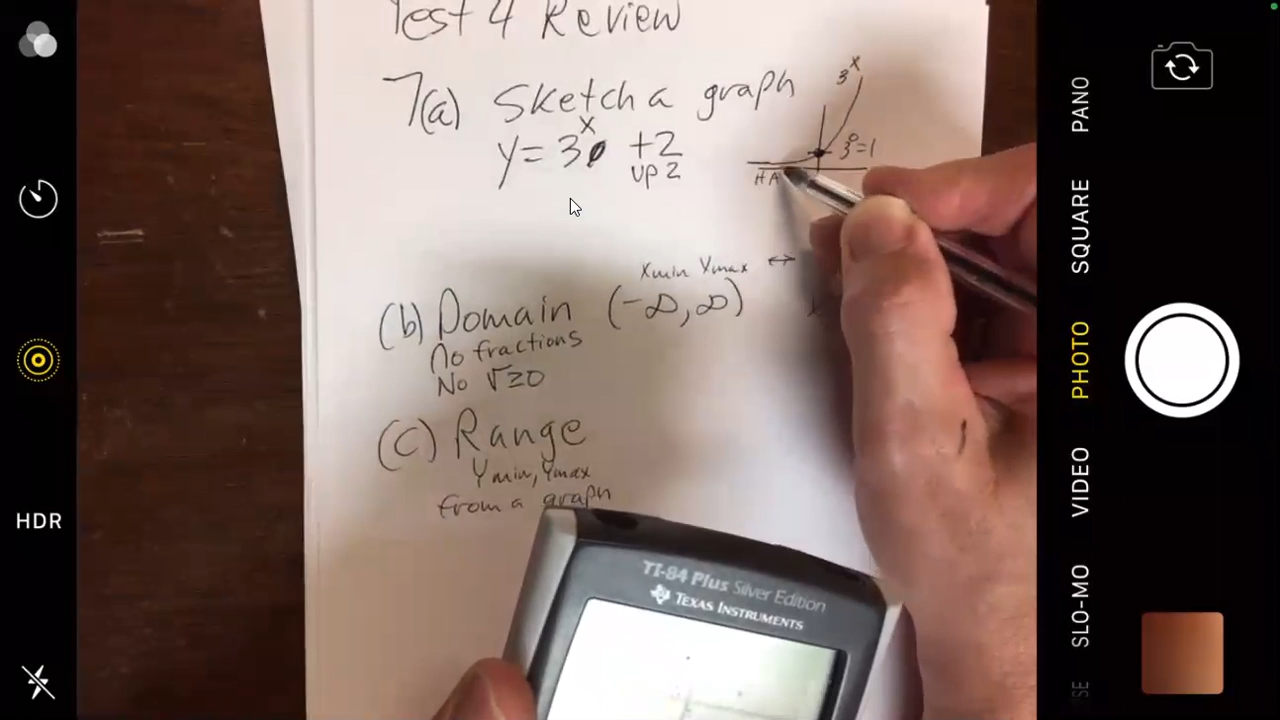 Test 4 Review
7(a) Sketch a graph
y = 3^x +2
up 2
3^x
3^0 = 1
HA
(b) Domain (-∞, ∞)
Xmin Ymax ↔
No fractions
No √≥0
(C) Range
Ymin, Ymax
from a graph
TI-84 Plus Silver Edition
TEXAS INSTRUMENTS
HDR
PANO
SQUARE
PHOTO
VIDEO
SLO-MO
SE